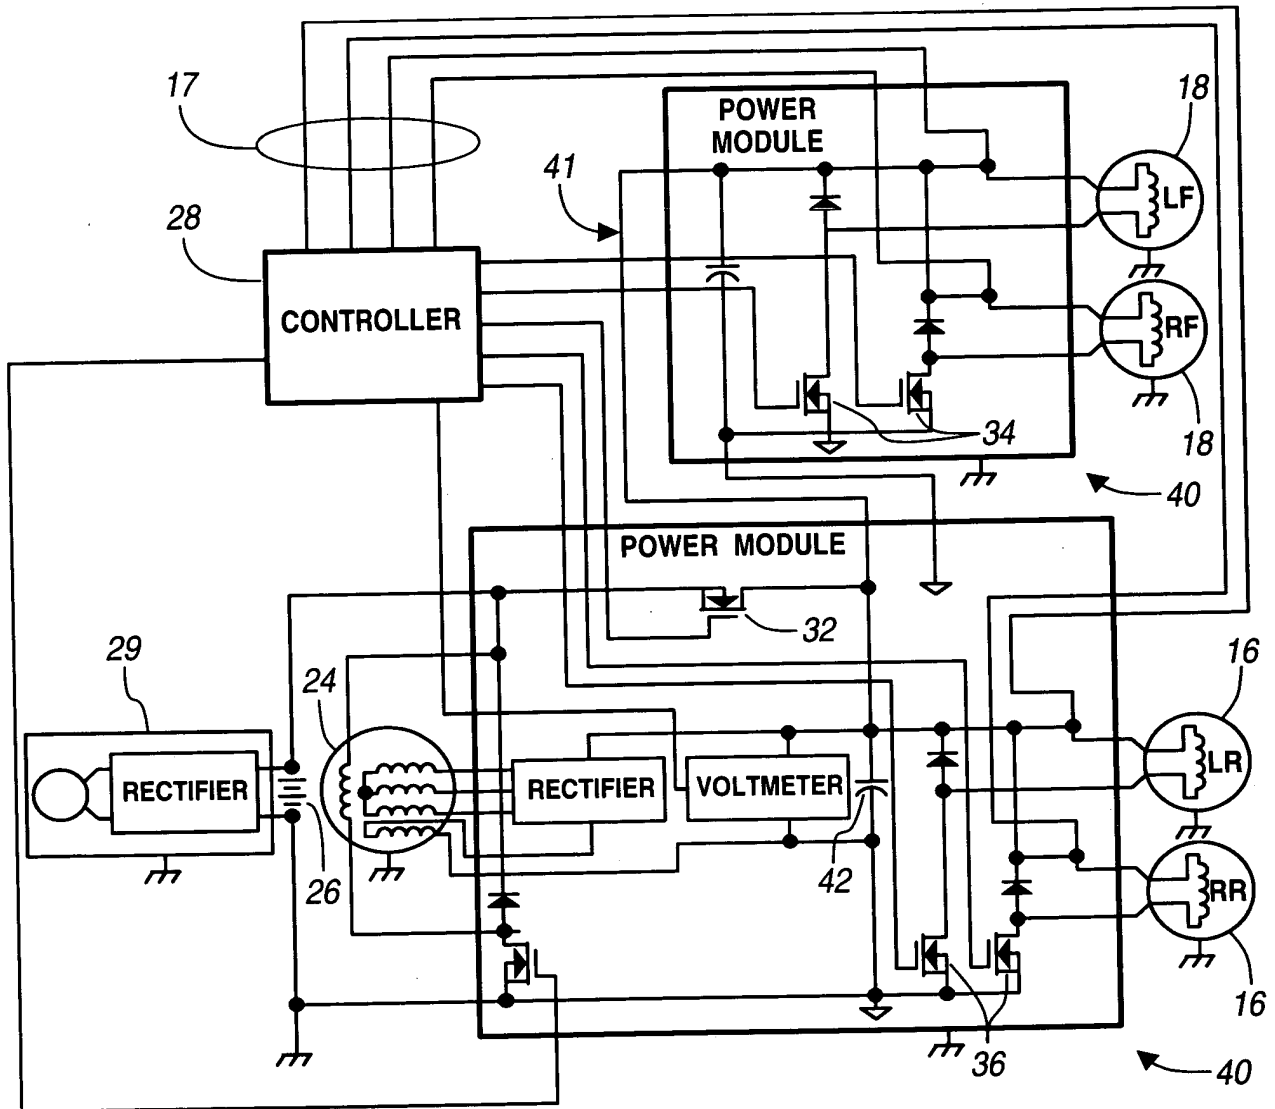 17
POWER
MODULE
18
41
LF
28
CONTROLLER
RF
34
18
40
POWER MODULE
32
29
24
16
RECTIFIER
RECTIFIER
VOLTMETER
LR
26
42
RR
36
16
40